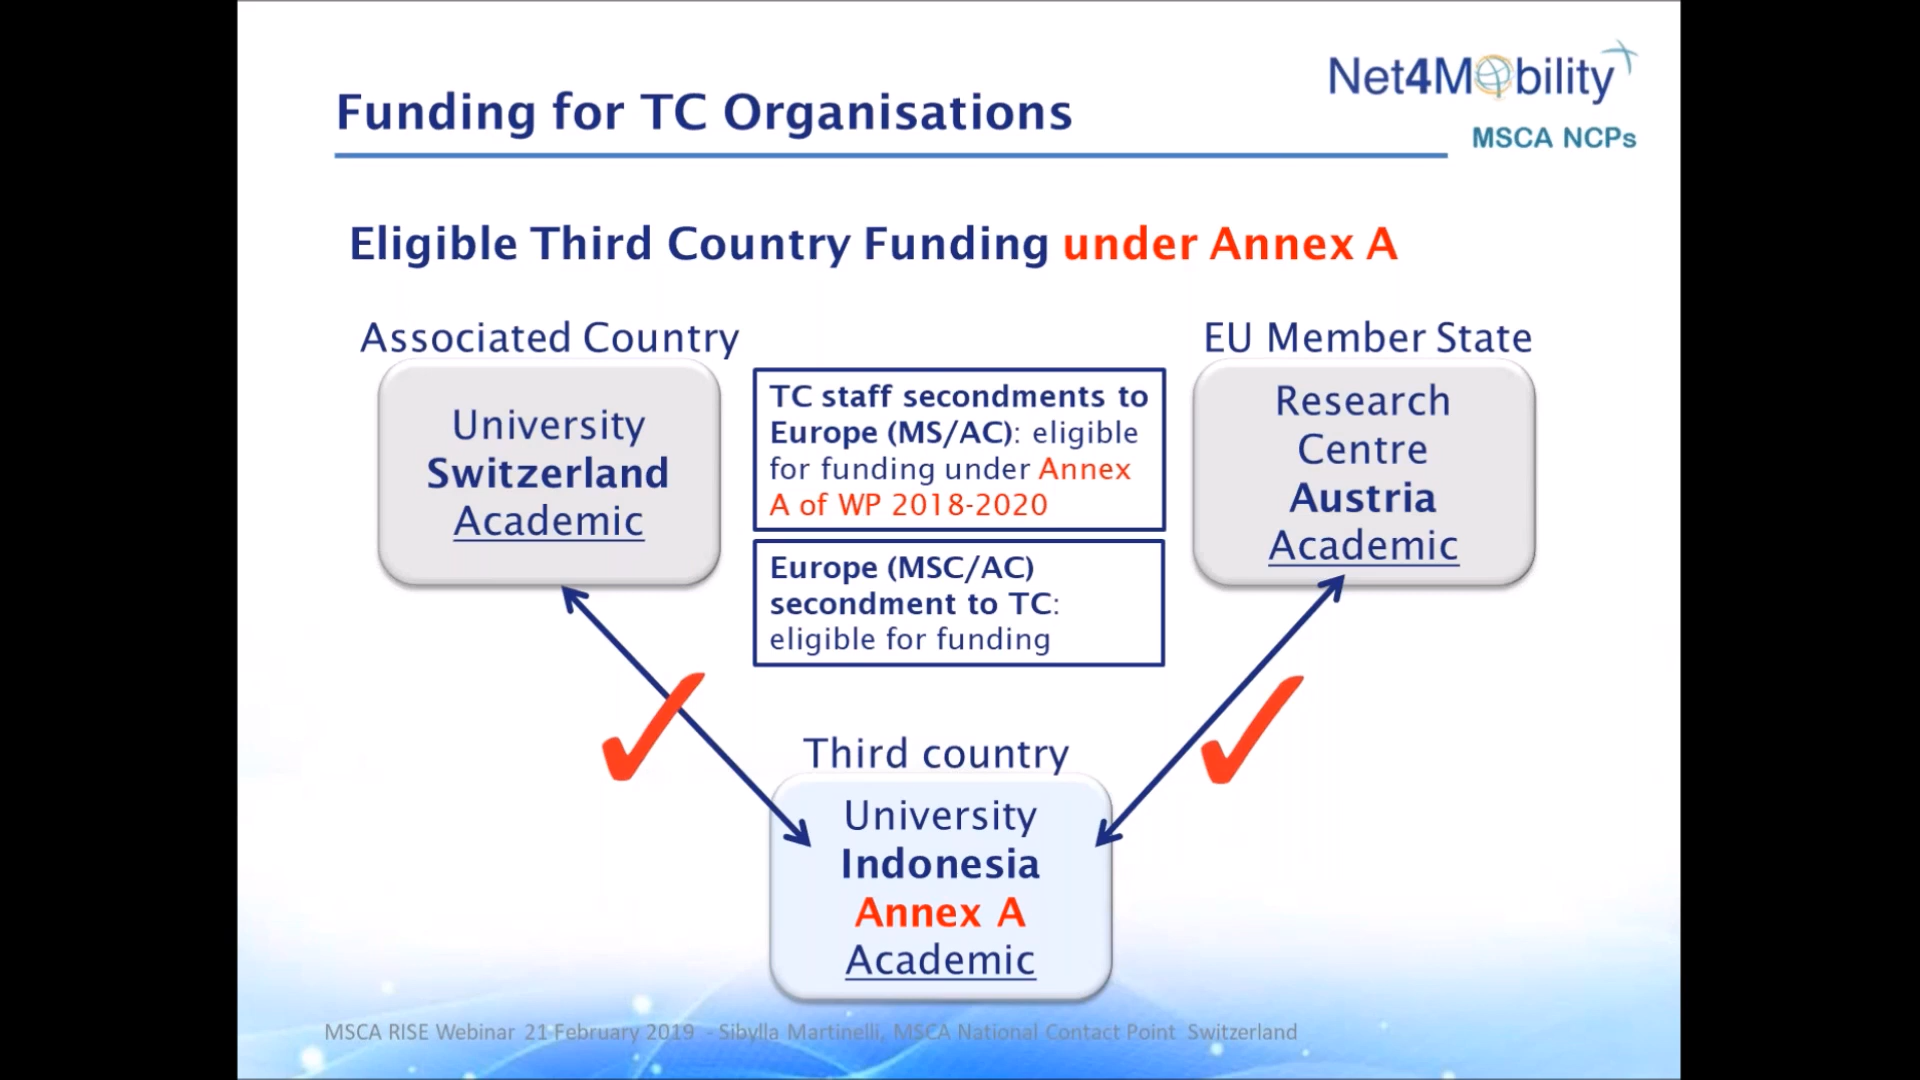 Net4Mobility
MSCA NCPs
Funding for TC Organisations
Eligible Third Country Funding under Annex A
Associated Country
University
Switzerland
Academic
TC staff secondments to
Europe (MS/AC): eligible
for funding under Annex
A of WP 2018-2020
Europe (MSC/AC)
secondment to TC:
eligible for funding
EU Member State
Research
Centre
Austria
Academic
Third country
University
Indonesia
Annex A
Academic
MSCA RISE Webinar 21 February 2019 - Sibylla Martinelli, MSCA National Contact Point Switzerland